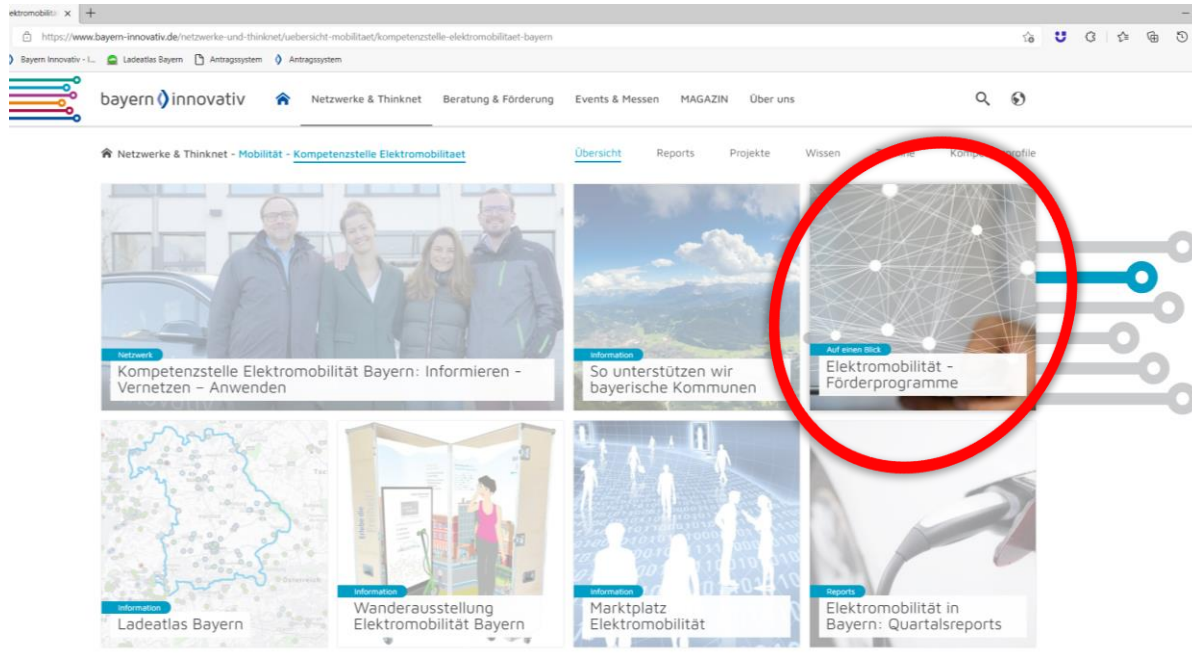 ektromobilitä x +
https://www.bayern-innovativ.de/netzwerke-und-thinknet/uebersicht-mobilitaet/kompetenzstelle-elektromobilitaet-bayern
Bayern Innovativ - I... Ladeatlas Bayern Antragssystem Antragssystem
bayern innovativ Netzwerke & Thinknet Beratung & Förderung Events & Messen MAGAZIN Über uns
Netzwerke & Thinknet - Mobilität - Kompetenzstelle Elektromobilitaet Übersicht Reports Projekte Wissen
Netzwerk
Kompetenzstelle Elektromobilität Bayern: Informieren -
Vernetzen – Anwenden
Information
So unterstützen wir
bayerische Kommunen
Auf einen Blick
Elektromobilität -
Förderprogramme
Information
Ladeatlas Bayern
Information
Wanderausstellung
Elektromobilität Bayern
Information
Marktplatz
Elektromobilität
Reports
Elektromobilität in
Bayern: Quartalsreports